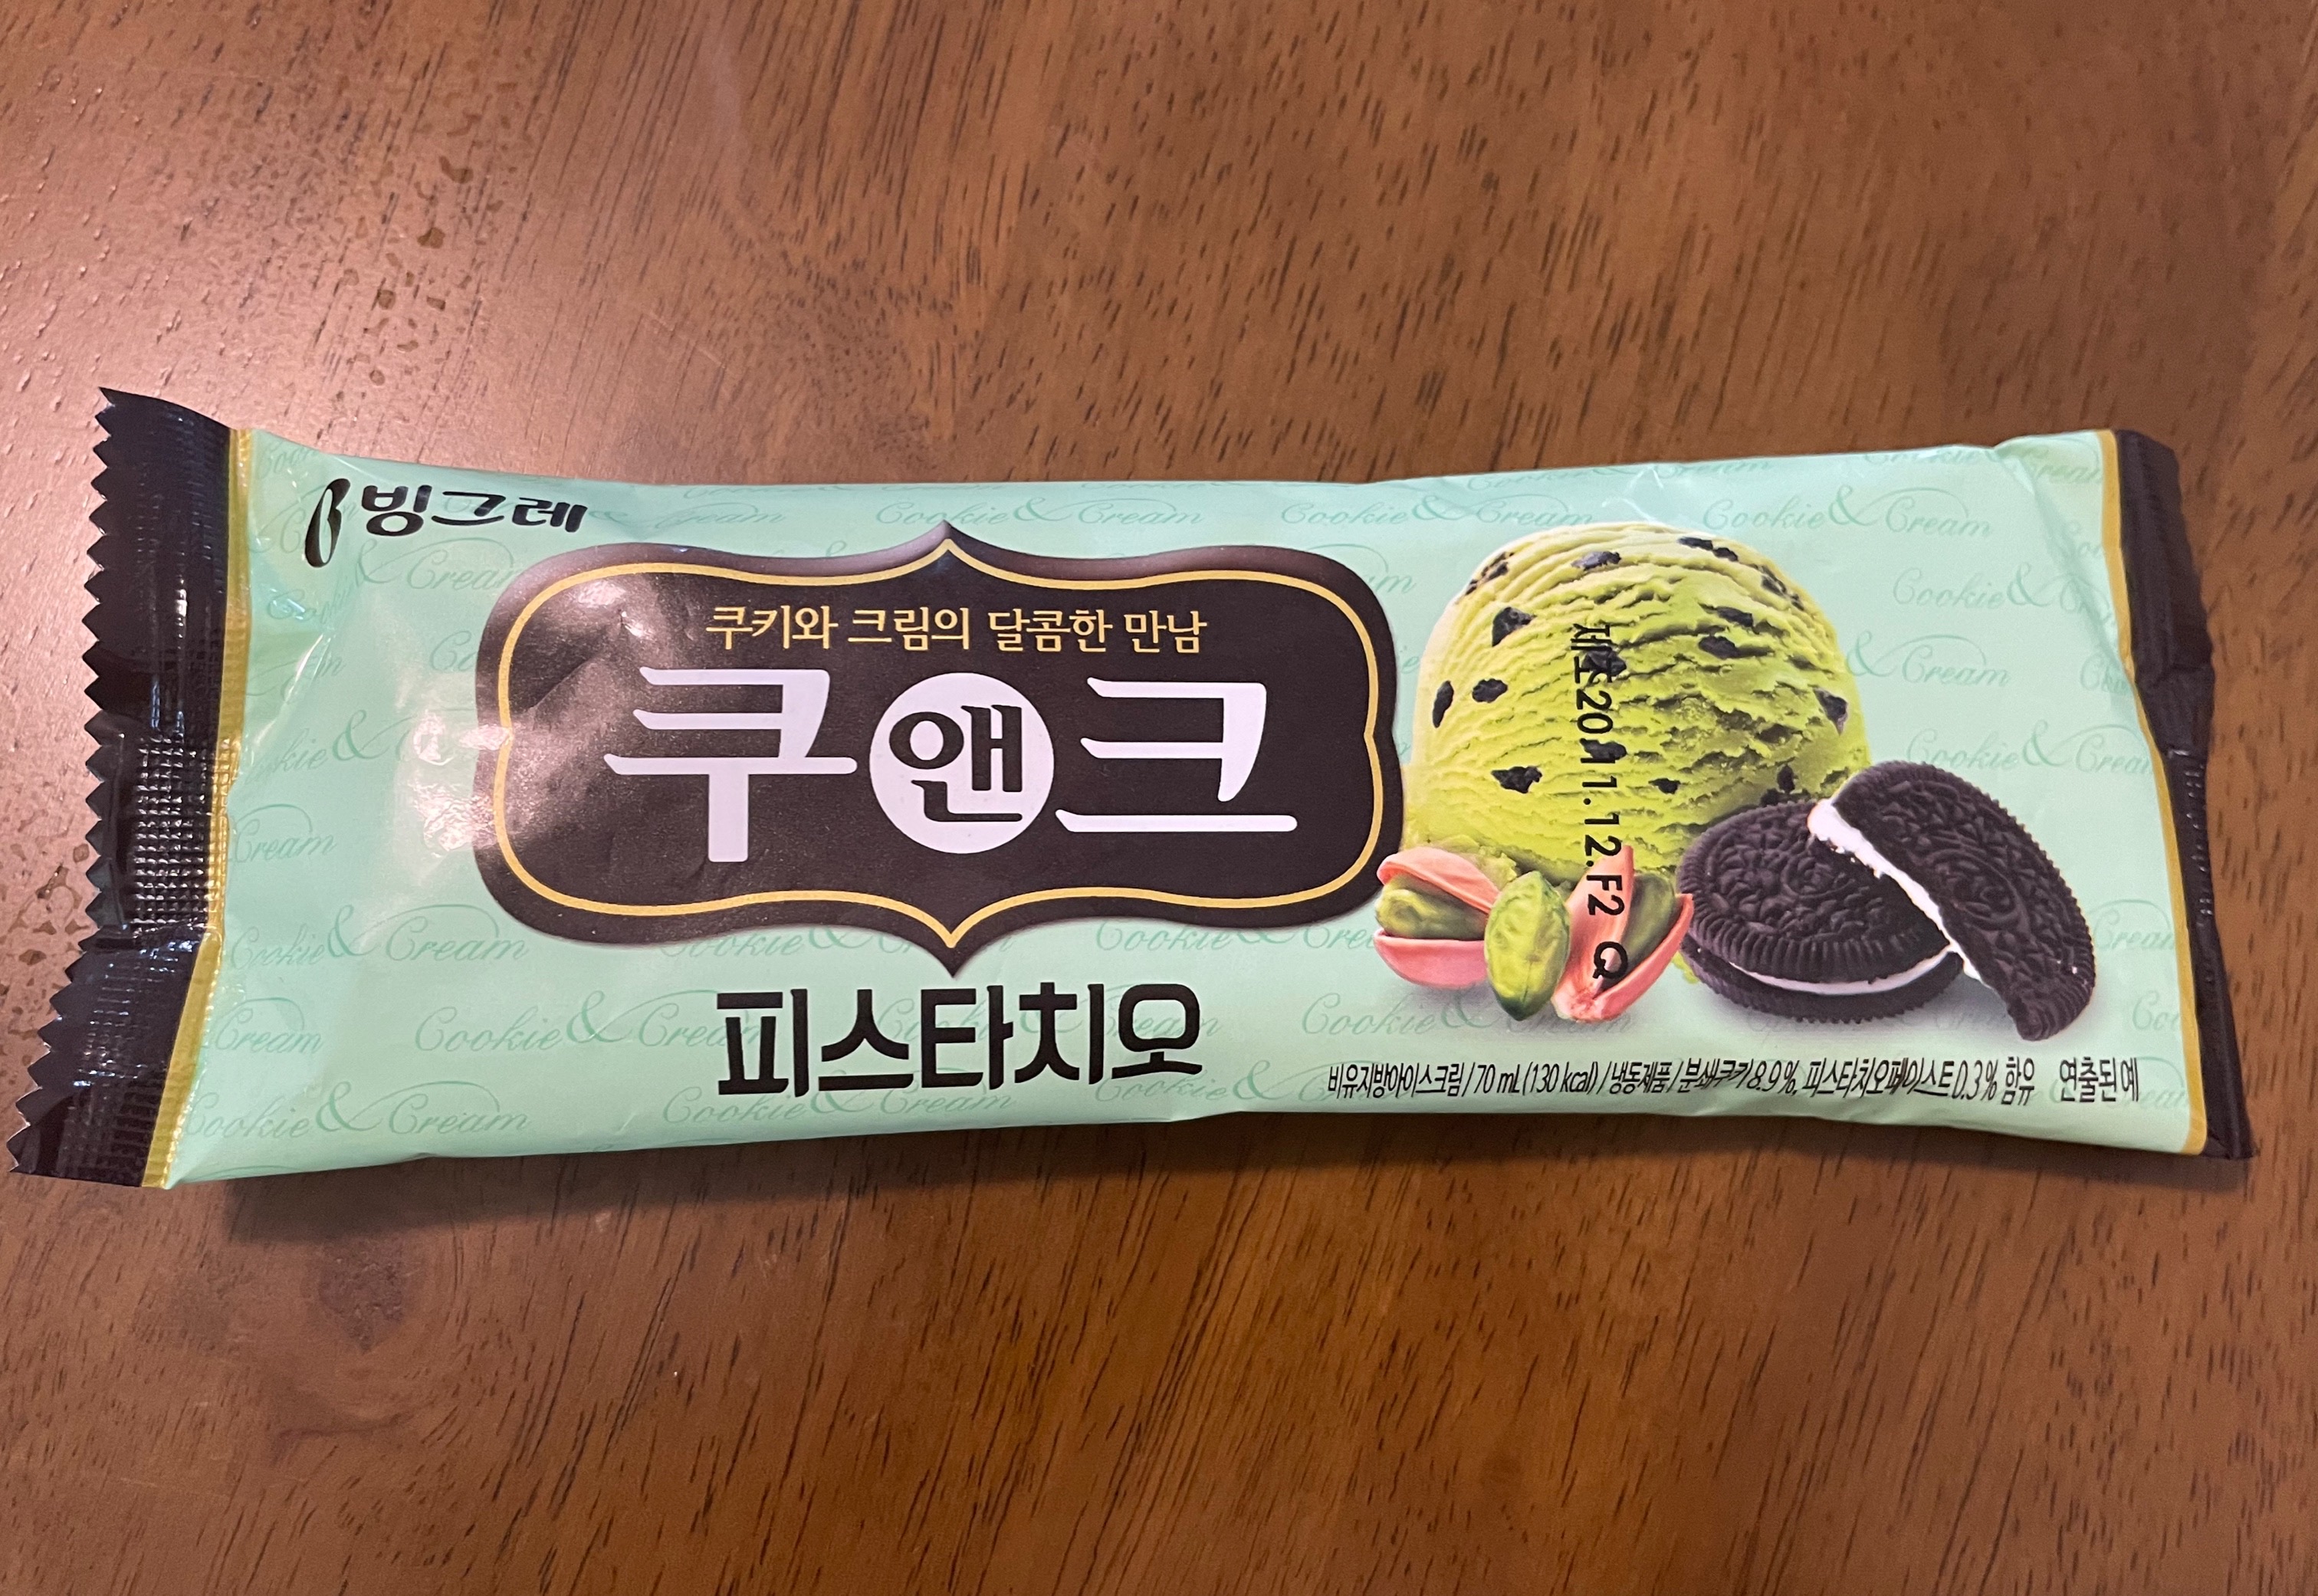 빙그레
쿠키와 크림의 달콤한 만남
쿠앤크
피스타치오
제조20.11.12.F2 Q
비유지방아이스크림/70 mL(130 kcal)/냉동제품/분쇄쿠키8.9%, 피스타치오페이스트0.3% 함유 연출된 예
Cookie & Cream